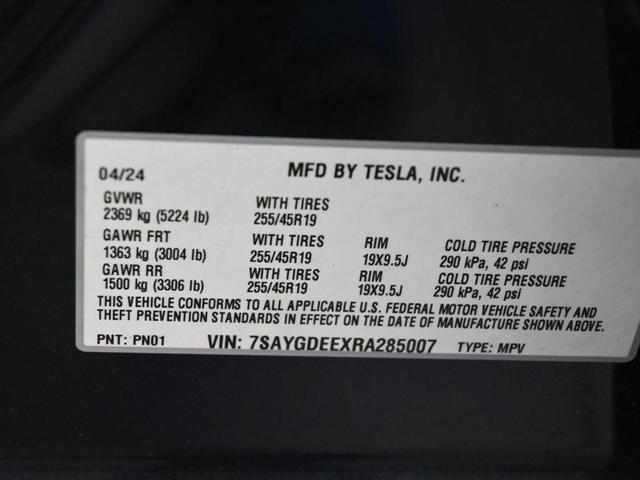 04/24 MFD BY TESLA, INC.
GVWR WITH TIRES
2369 kg (5224 lb) 255/45R19
GAWR FRT WITH TIRES RIM COLD TIRE PRESSURE
1363 kg (3004 lb) 255/45R19 19X9.5J 290 kPa, 42 psi
GAWR RR WITH TIRES RIM COLD TIRE PRESSURE
1500 kg (3306 lb) 255/45R19 19X9.5J 290 kPa, 42 psi
THIS VEHICLE CONFORMS TO ALL APPLICABLE U.S. FEDERAL MOTOR VEHICLE SAFETY AND
THEFT PREVENTION STANDARDS IN EFFECT ON THE DATE OF MANUFACTURE SHOWN ABOVE.
PNT: PN01 VIN: 7SAYGDEEXRA285007 TYPE: MPV